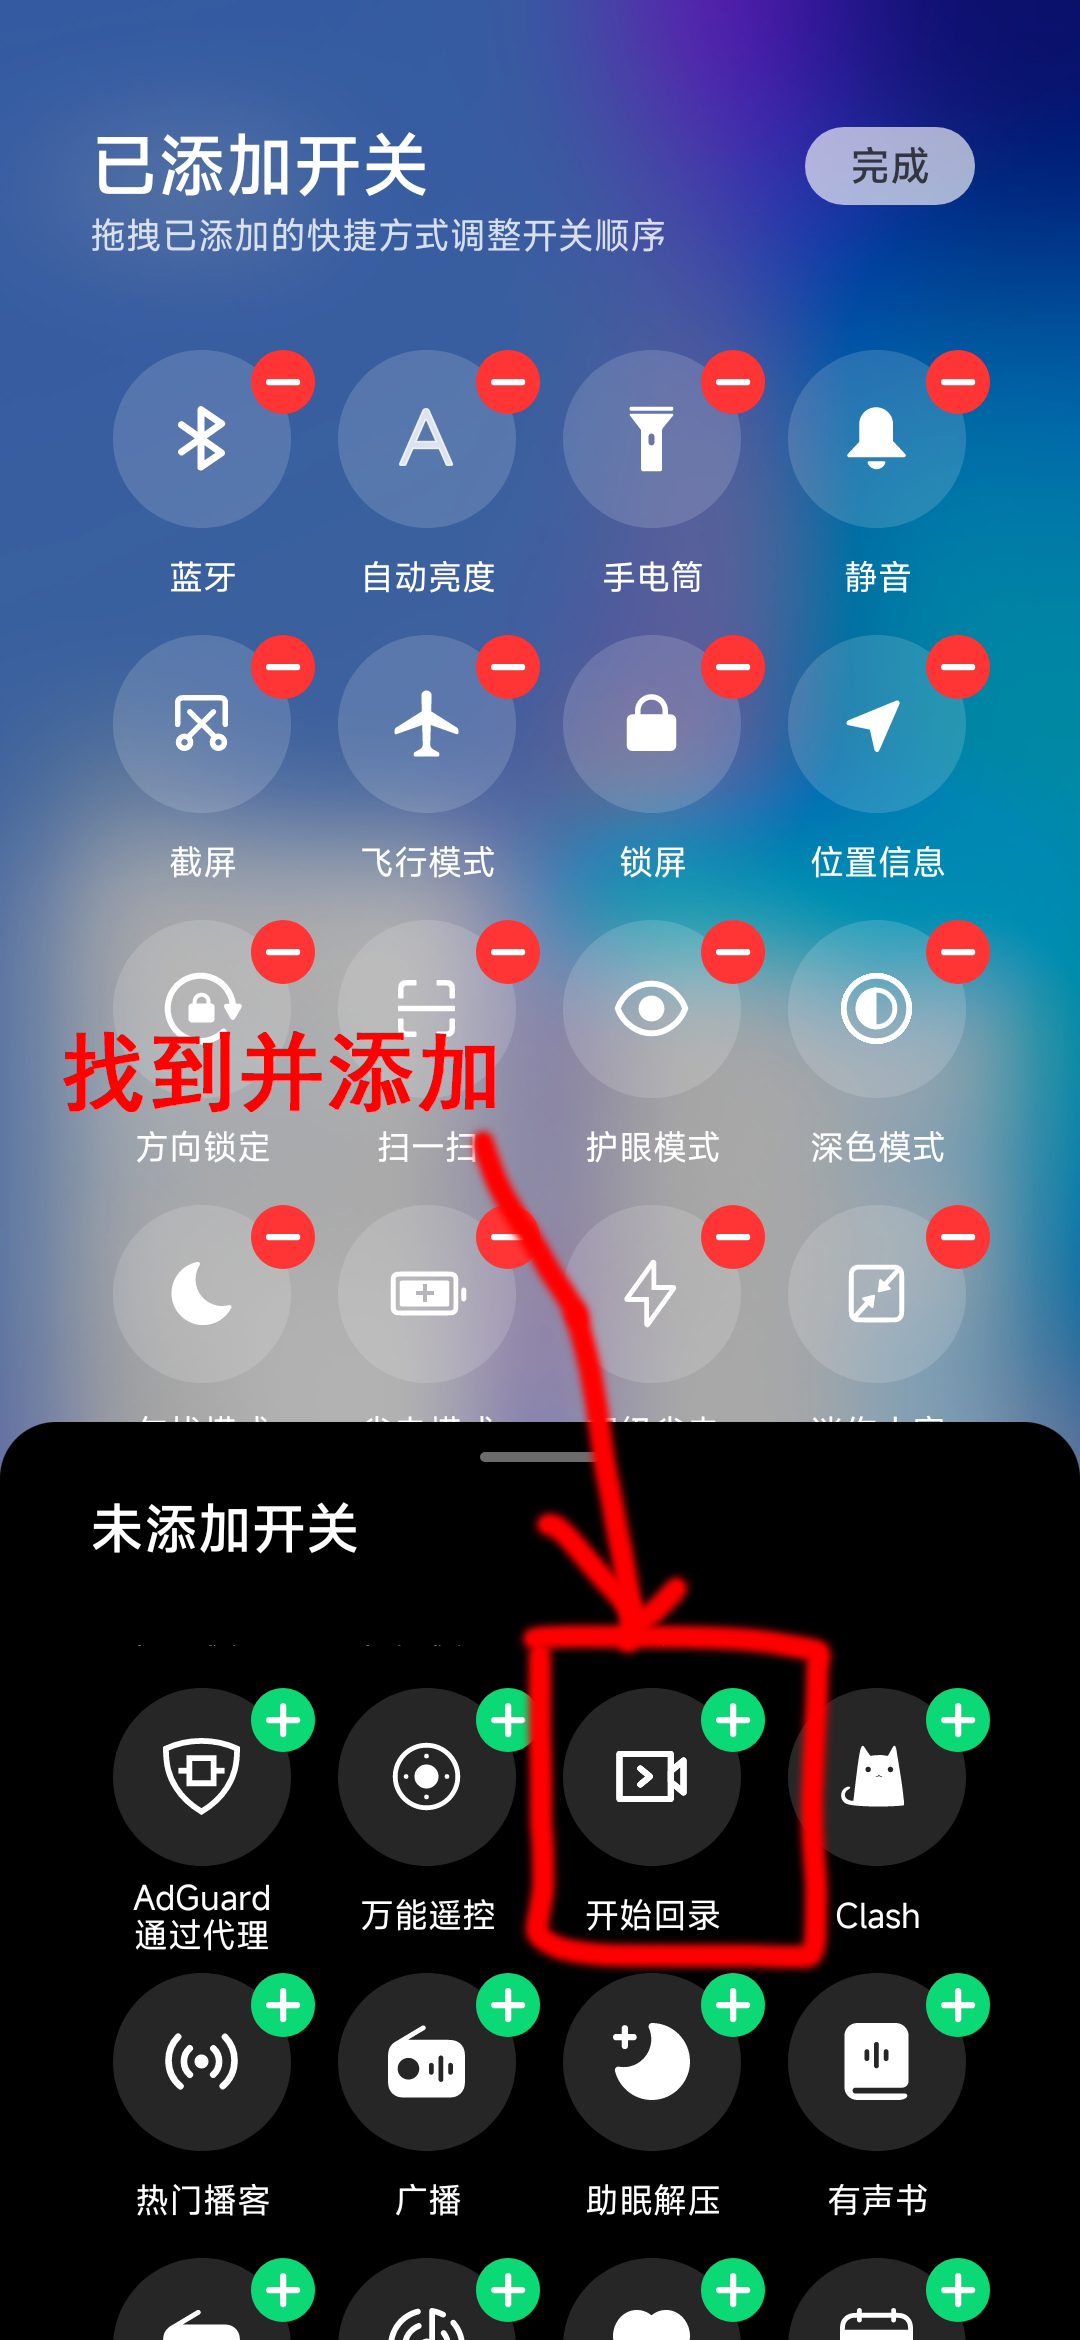 已添加开关
完成
拖拽已添加的快捷方式调整开关顺序
蓝牙
自动亮度
手电筒
静音
截屏
飞行模式
锁屏
位置信息
找到并添加
方向锁定
扫一扫
护眼模式
深色模式
未添加开关
AdGuard
通过代理
万能遥控
开始回录
Clash
热门播客
广播
助眠解压
有声书